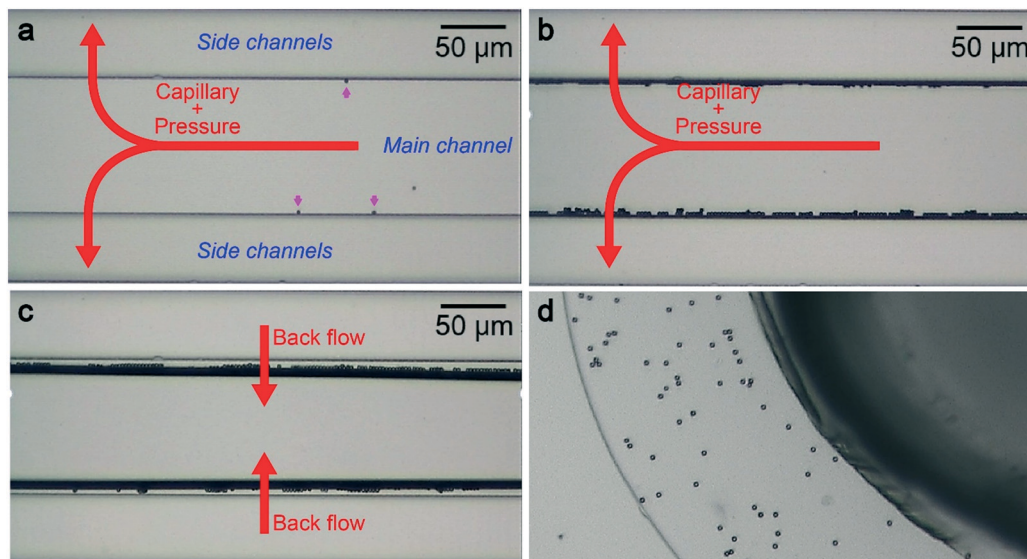 a
Side channels
50 µm
Capillary
+
Pressure
Main channel
Side channels
b
50 µm
Capillary
+
Pressure
c
50 µm
Back flow
Back flow
d